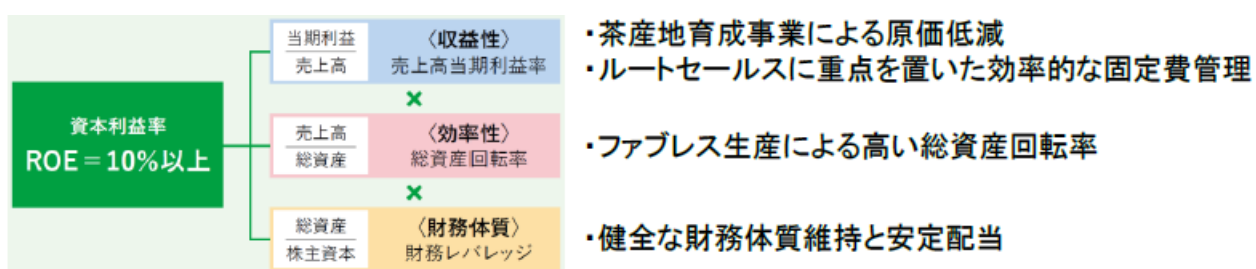 資本利益率
ROE=10%以上
当期利益
売上高
〈収益性〉
売上高当期利益率
・茶産地育成事業による原価低減
・ルートセールスに重点を置いた効率的な固定費管理
×
売上高
総資産
〈効率性〉
総資産回転率
・ファブレス生産による高い総資産回転率
×
総資産
株主資本
〈財務体質〉
財務レバレッジ
・健全な財務体質維持と安定配当